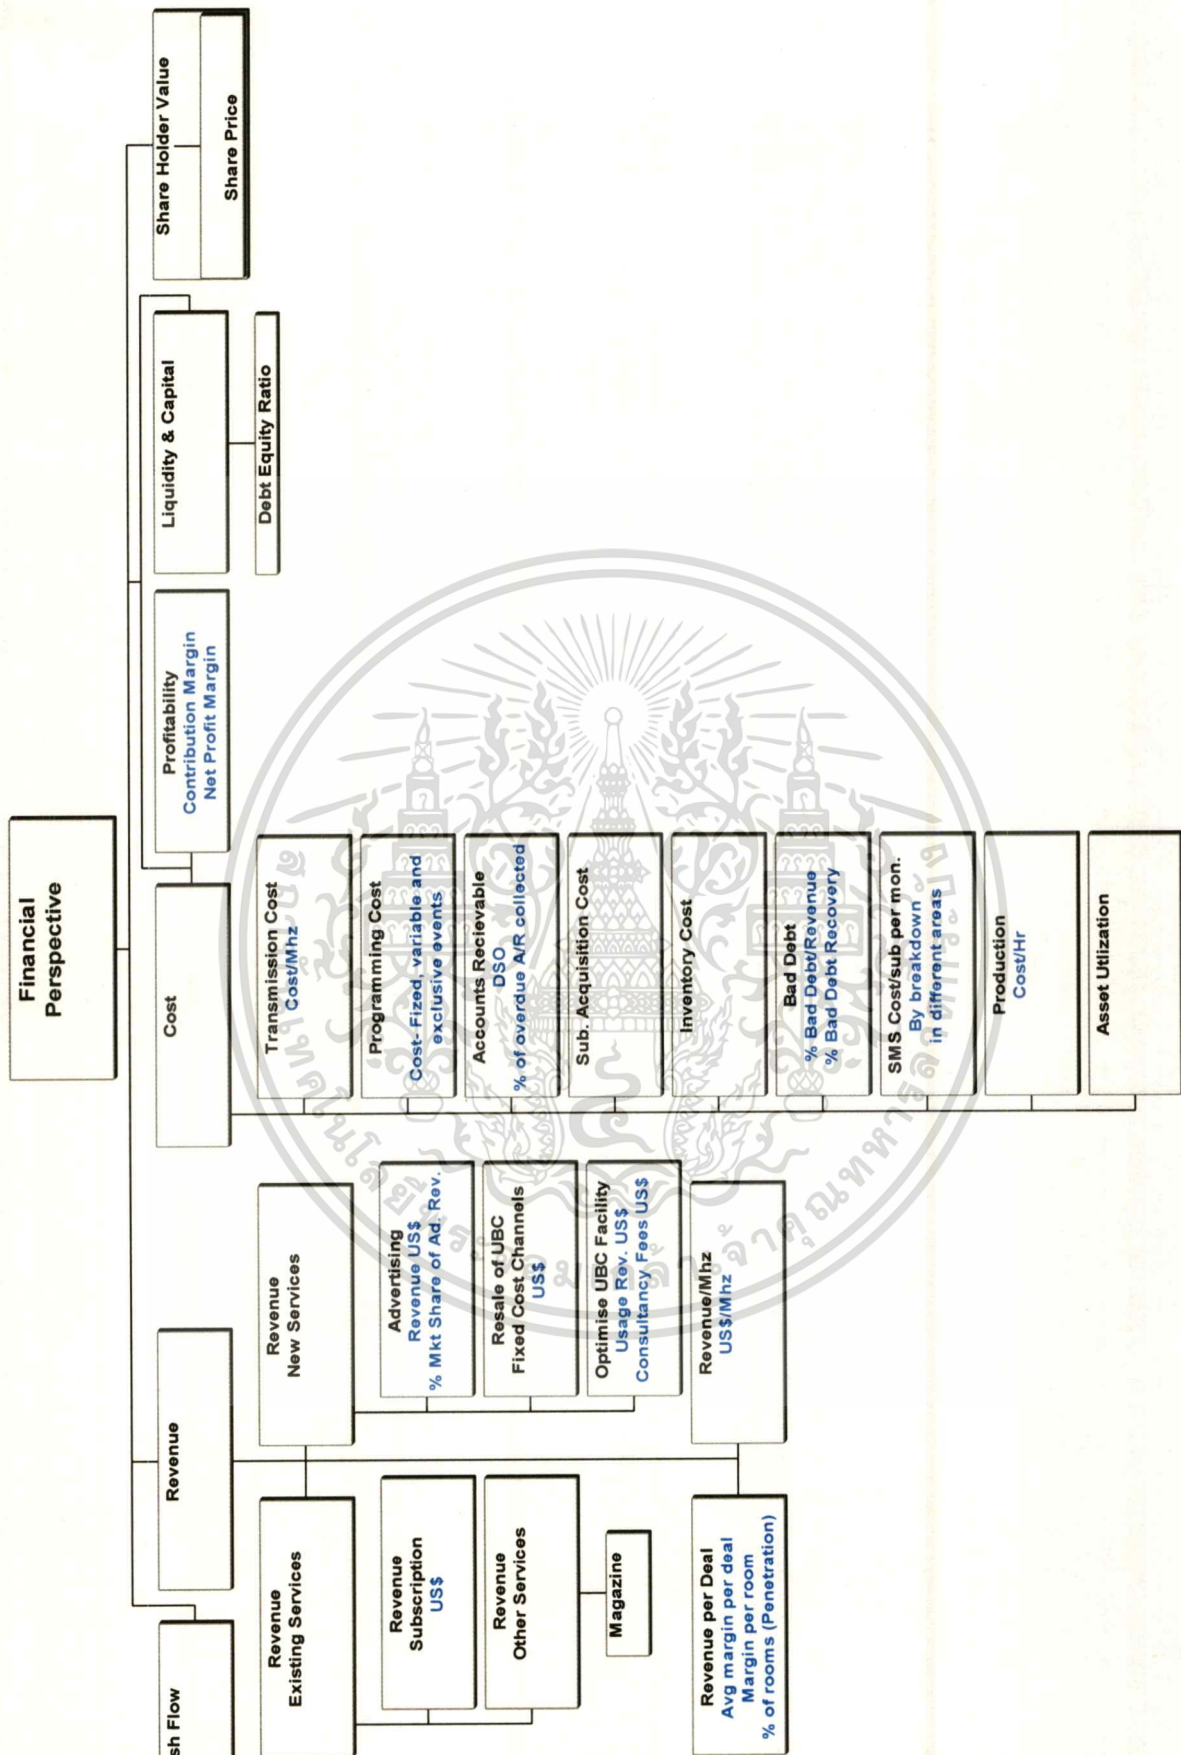 Financial
Perspective
sh Flow
Revenue
Cost
Profitability
Contribution Margin
Net Profit Margin
Liquidity & Capital
Debt Equity Ratio
Share Holder Value
Share Price
Revenue
Existing Services
Revenue
Subscription
US$
Revenue
Other Services
Magazine
Revenue
New Services
Advertising
Revenue US$
% Mkt Share of Ad. Rev.
Resale of UBC
Fixed Cost Channels
US$
Optimise UBC Facility
Usage Rev. US$
Consultancy Fees US$
Revenue per Deal
Avg margin per deal
Margin per room
% of rooms (Penetration)
Revenue/Mhz
US$/Mhz
Transmission Cost
Cost/Mhz
Programming Cost
Cost- Fized, variable and
exclusive events
Accounts Recievable
DSO
% of overdue A/R collected
Sub. Acquisition Cost
Inventory Cost
Bad Debt
% Bad Debt/Revenue
% Bad Debt Recovery
SMS Cost/sub per mon.
By breakdown
in different areas
Production
Cost/Hr
Asset Utlization